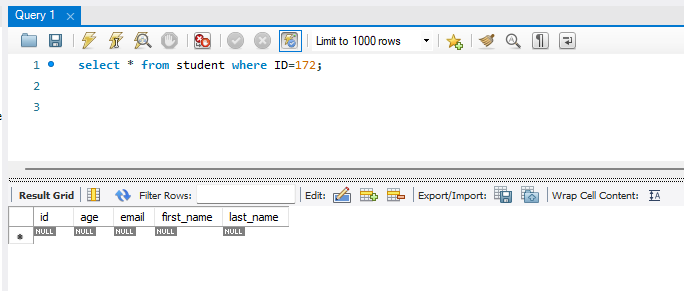 Query 1
Limit to 1000 rows
1 select * from student where ID=172;
2
3
Result Grid Filter Rows: Edit: Export/Import: Wrap Cell Content: IA
id age email first_name last_name
* NULL NULL NULL NULL NULL